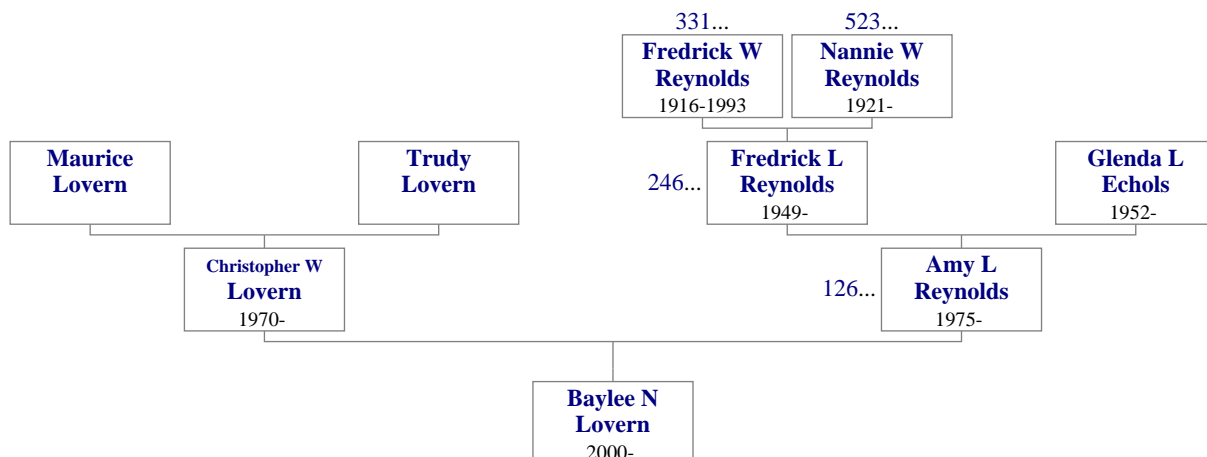 331...
523...
Fredrick W
Reynolds
1916-1993
Nannie W
Reynolds
1921-
Maurice
Lovern
Trudy
Lovern
246...
Fredrick L
Reynolds
1949-
Glenda L
Echols
1952-
Christopher W
Lovern
1970-
126...
Amy L
Reynolds
1975-
Baylee N
Lovern
2000-